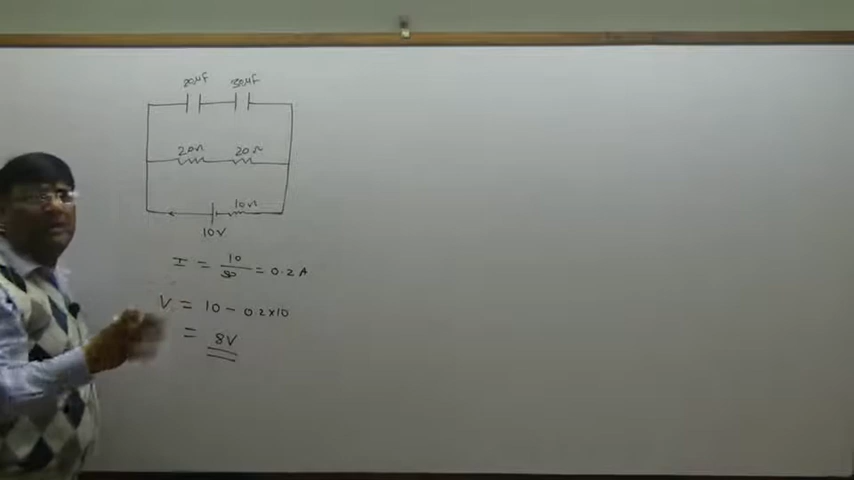 20μF 30μF
20Ω 20Ω
10Ω
10V
I = 10/50 = 0.2 A
V = 10 - 0.2×10
= 8V